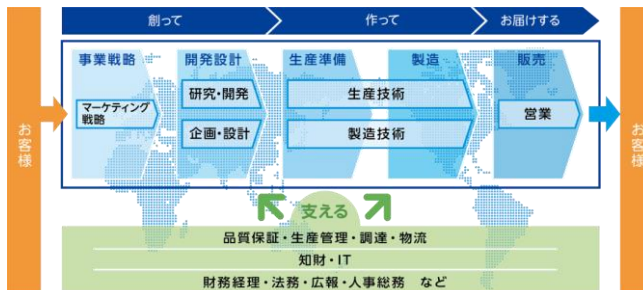 創って
作って
お届けする
お客様
事業戦略
開発設計
生産準備
製造
販売
マーケティング
戦略
研究・開発
企画・設計
生産技術
製造技術
営業
お客様
支える
品質保証・生産管理・調達・物流
知財・IT
財務経理・法務・広報・人事総務 など